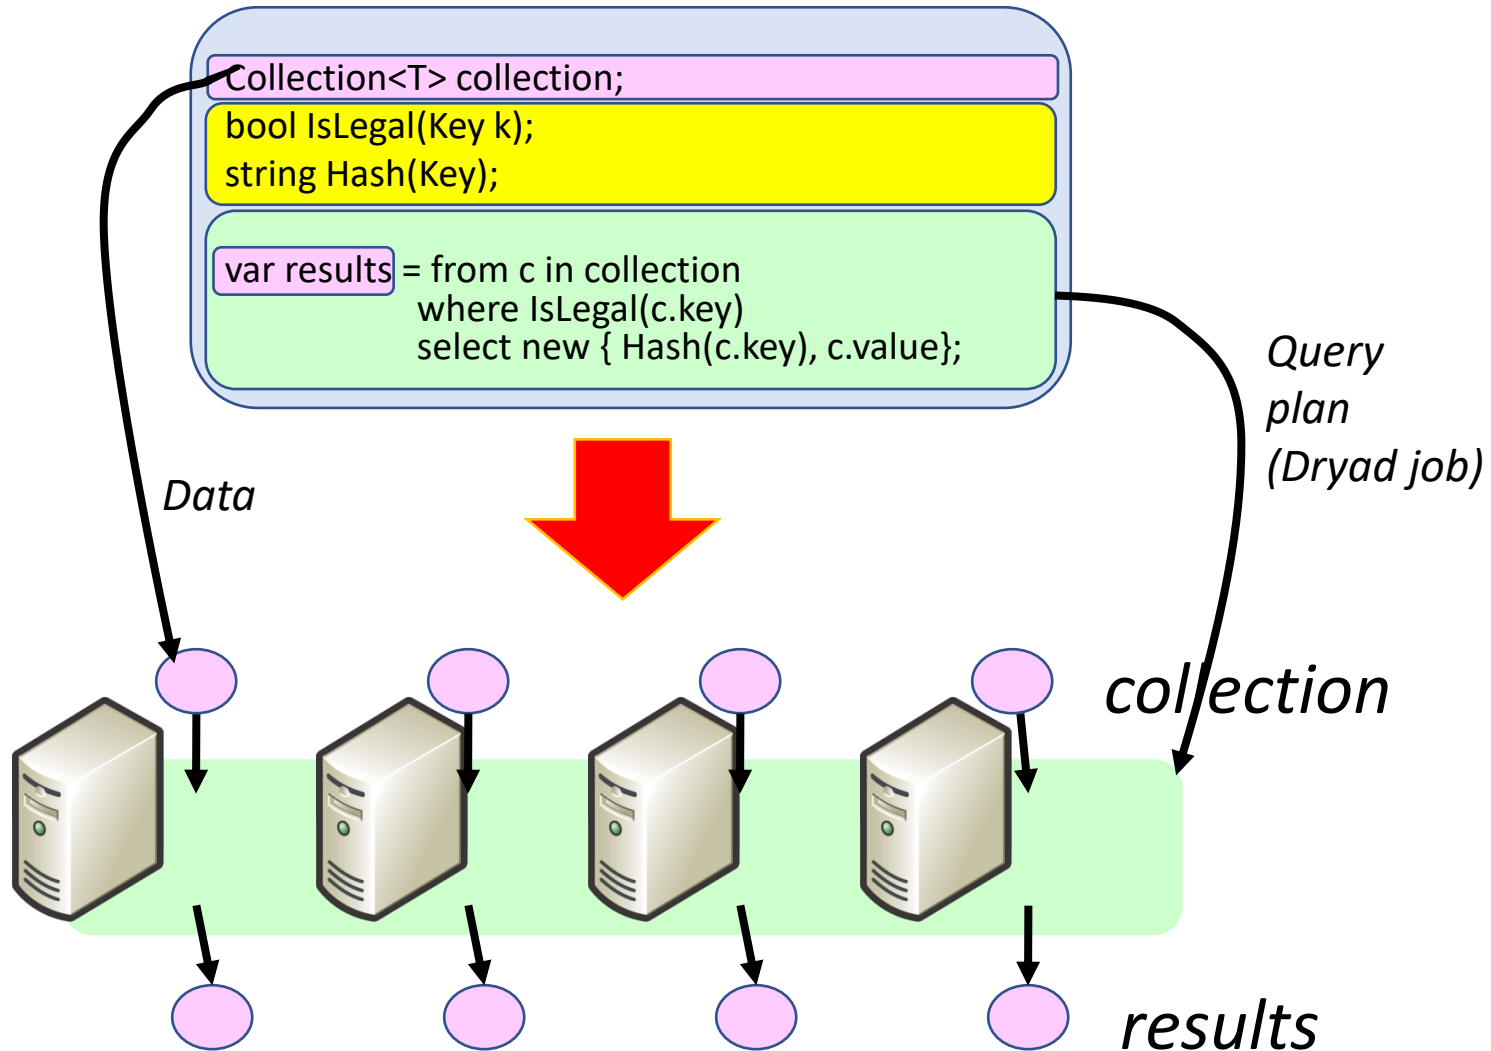 Collection<T> collection;
bool IsLegal(Key k);
string Hash(Key);
var results = from c in collection
where IsLegal(c.key)
select new { Hash(c.key), c.value};
Query
plan
(Dryad job)
Data
collection
results